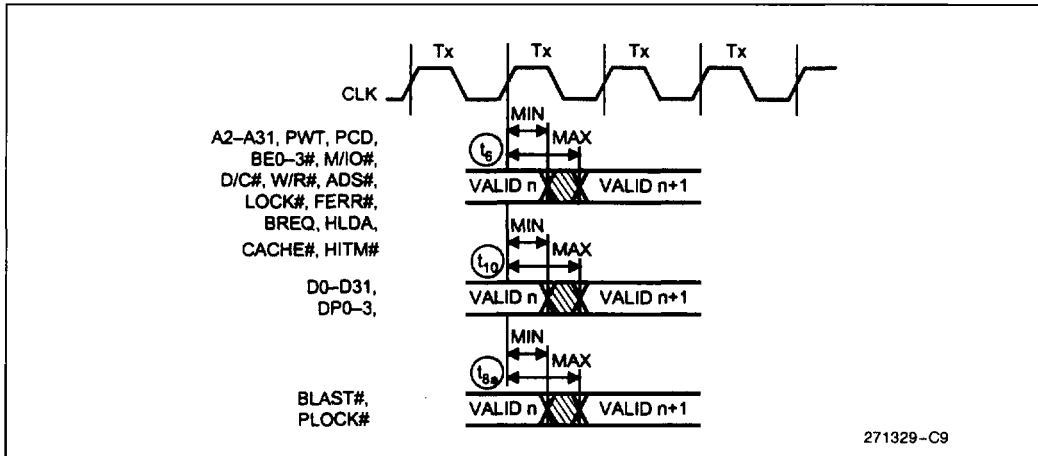 Tx Tx Tx Tx
CLK
MIN
A2–A31, PWT, PCD,
MAX
BE0–3#, M/IO#,
t6
D/C#, W/R#, ADS#,
VALID n VALID n+1
LOCK#, FERR#,
BREQ, HLDA,
MIN
CACHE#, HITM#
MAX
t10
D0–D31,
VALID n VALID n+1
DP0–3,
MIN
MAX
t8a
BLAST#,
VALID n VALID n+1
PLOCK#
271329–C9